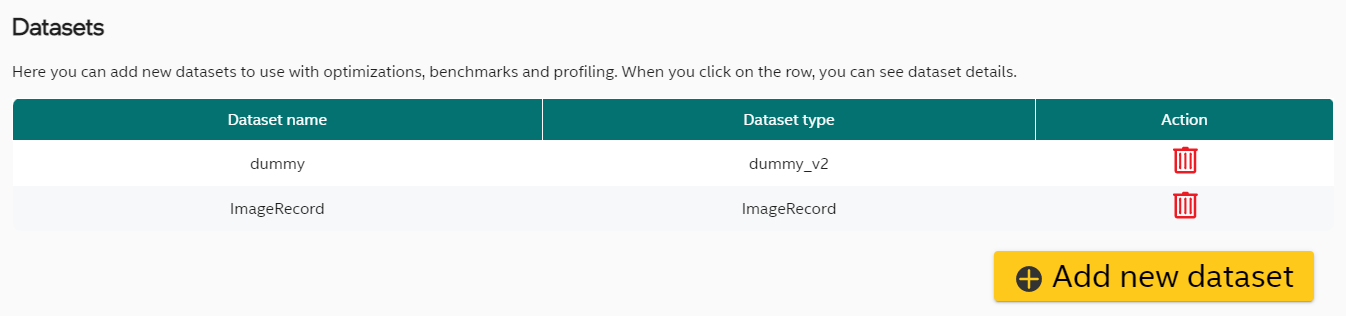 Datasets
Here you can add new datasets to use with optimizations, benchmarks and profiling. When you click on the row, you can see dataset details.
Dataset name Dataset type Action
dummy dummy_v2
ImageRecord ImageRecord
Add new dataset